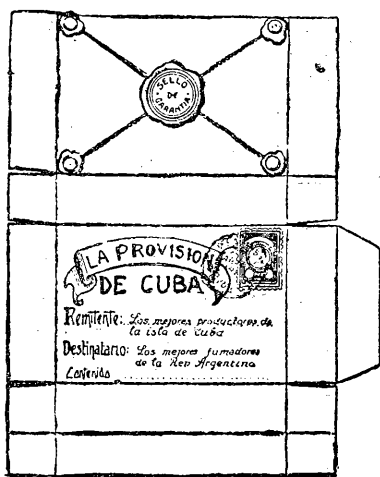 SELLO
DE
GARANTIA
LA PROVISION
DE CUBA
Remitente: Los mejores productores de
la isla de Cuba
Destinatario: Los mejores fumadores
de la Rep Argentina
Contenido